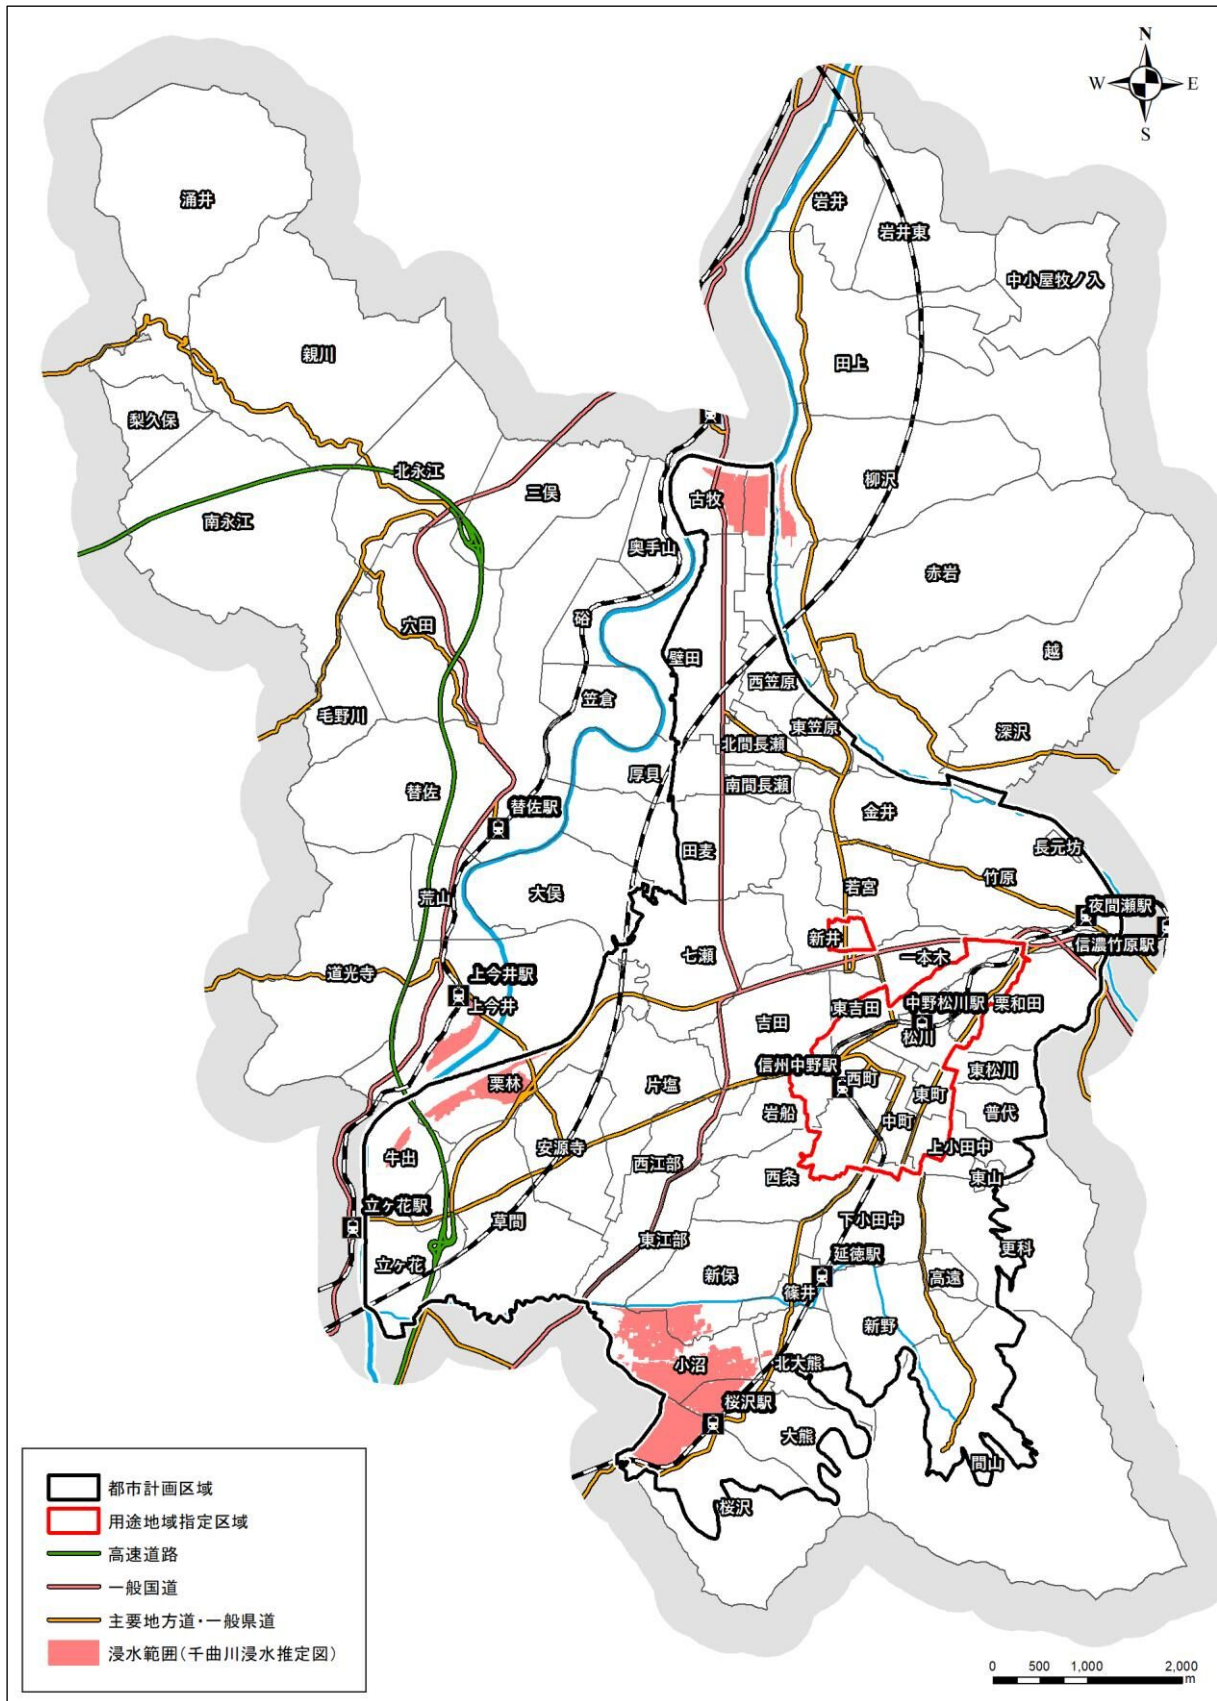 N
W
E
S
涌井
岩井
岩井東
中小屋牧ノ入
親川
田上
梨久保
北永江
三俣
柳沢
古牧
南永江
奥手山
赤岩
硲
穴田
越
壁田
西笠原
笠倉
毛野川
東笠原
深沢
北間長瀬
厚貝
南間長瀬
替佐
金井
替佐駅
田麦
長元坊
若宮
竹原
大俣
荒山
夜間瀬駅
新井
信濃竹原駅
七瀬
一本木
道光寺
上今井駅
上今井
東吉田
中野松川駅
栗和田
吉田
松川
信州中野駅
東松川
栗林
片塩
西町
東町
岩船
普代
中町
安源寺
上小田中
牛出
西江部
西条
東山
立ヶ花駅
草間
下小田中
東江部
更科
延徳駅
立ヶ花
新保
高遠
篠井
新野
小沼
北大熊
桜沢駅
大熊
間山
桜沢
都市計画区域
用途地域指定区域
高速道路
一般国道
主要地方道・一般県道
浸水範囲(千曲川浸水推定図)
0 500 1,000 2,000
m